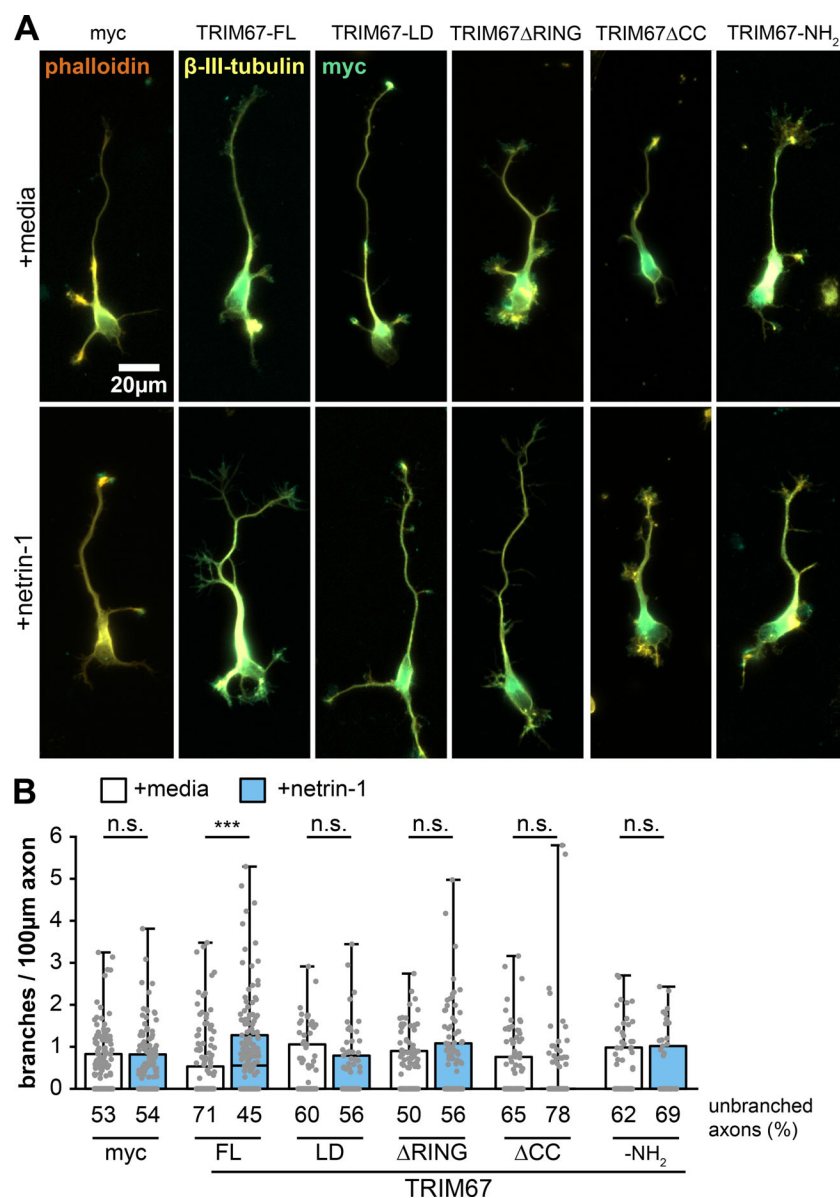 A
myc TRIM67-FL TRIM67-LD TRIM67ΔRING TRIM67ΔCC TRIM67-NH2
phalloidin β-III-tubulin myc
+media
20μm
+netrin-1
B
+media +netrin-1
n.s. *** n.s. n.s. n.s. n.s.
branches / 100μm axon
6
5
4
3
2
1
0
53 54 71 45 60 56 50 56 65 78 62 69 unbranched axons (%)
myc FL LD ΔRING ΔCC -NH2
TRIM67